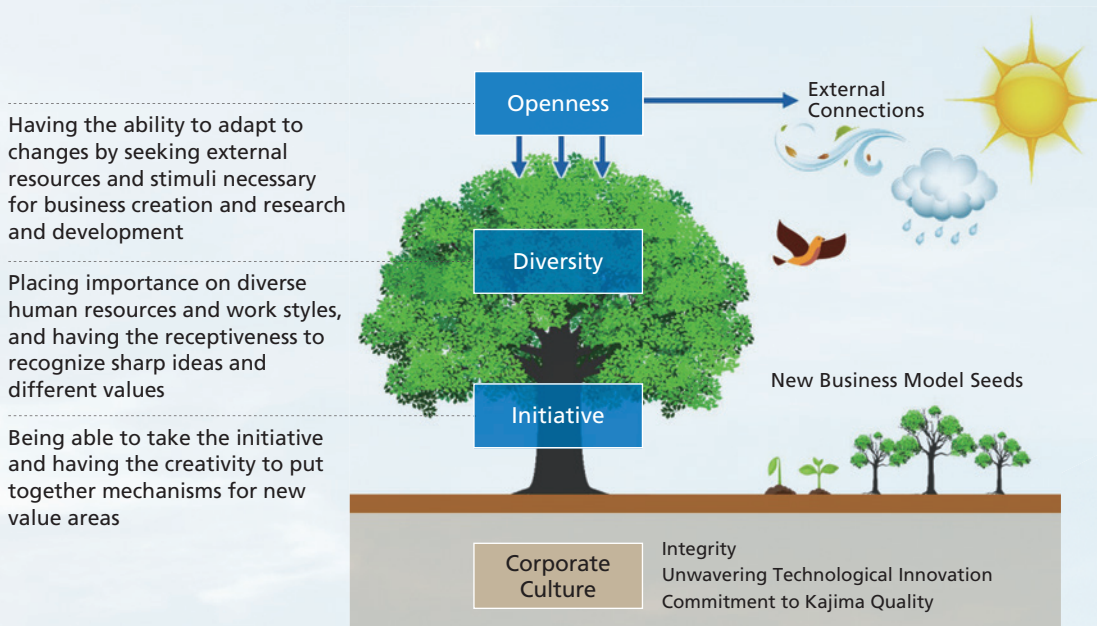 Openness
External
Connections
Having the ability to adapt to
changes by seeking external
resources and stimuli necessary
for business creation and research
and development
Diversity
Placing importance on diverse
human resources and work styles,
and having the receptiveness to
recognize sharp ideas and
different values
Initiative
Being able to take the initiative
and having the creativity to put
together mechanisms for new
value areas
New Business Model Seeds
Corporate
Culture
Integrity
Unwavering Technological Innovation
Commitment to Kajima Quality